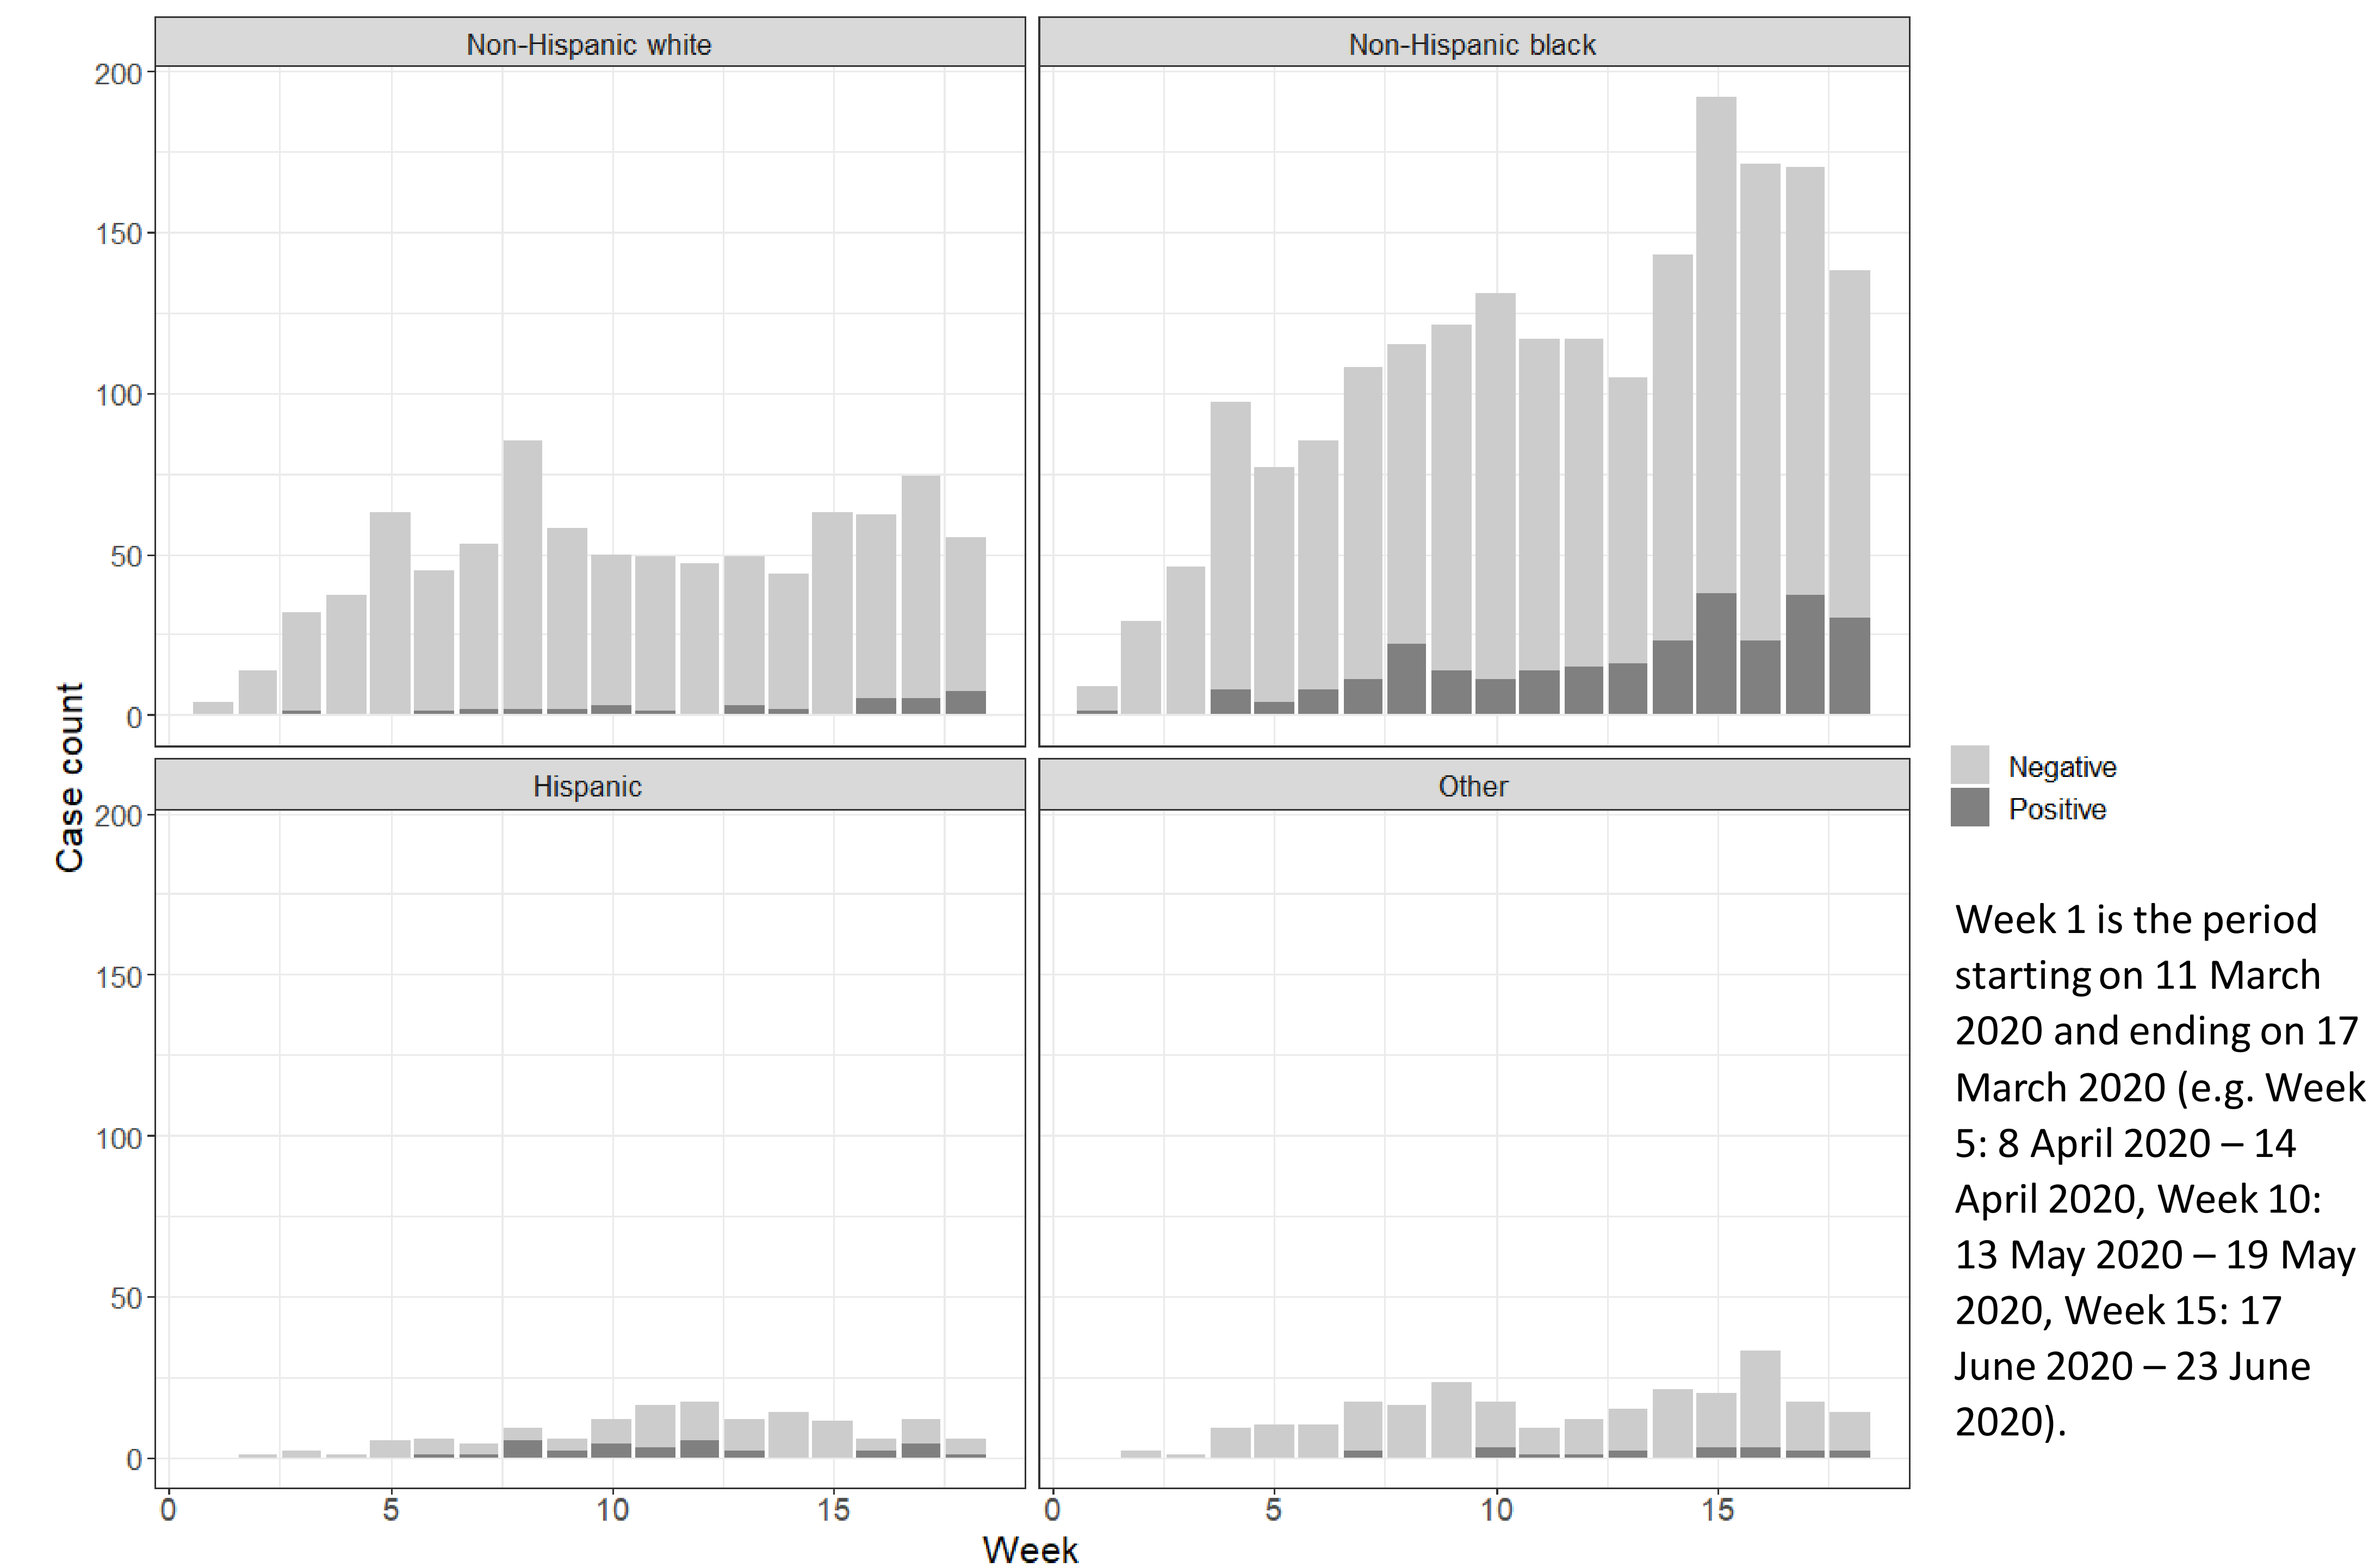 Non-Hispanic white
Non-Hispanic black
200
150
100
50
0
Hispanic
Other
200
150
100
50
0
0 5 10 15
0 5 10 15
Case count
Week
Negative
Positive
Week 1 is the period
starting on 11 March
2020 and ending on 17
March 2020 (e.g. Week
5: 8 April 2020 – 14
April 2020, Week 10:
13 May 2020 – 19 May
2020, Week 15: 17
June 2020 – 23 June
2020).